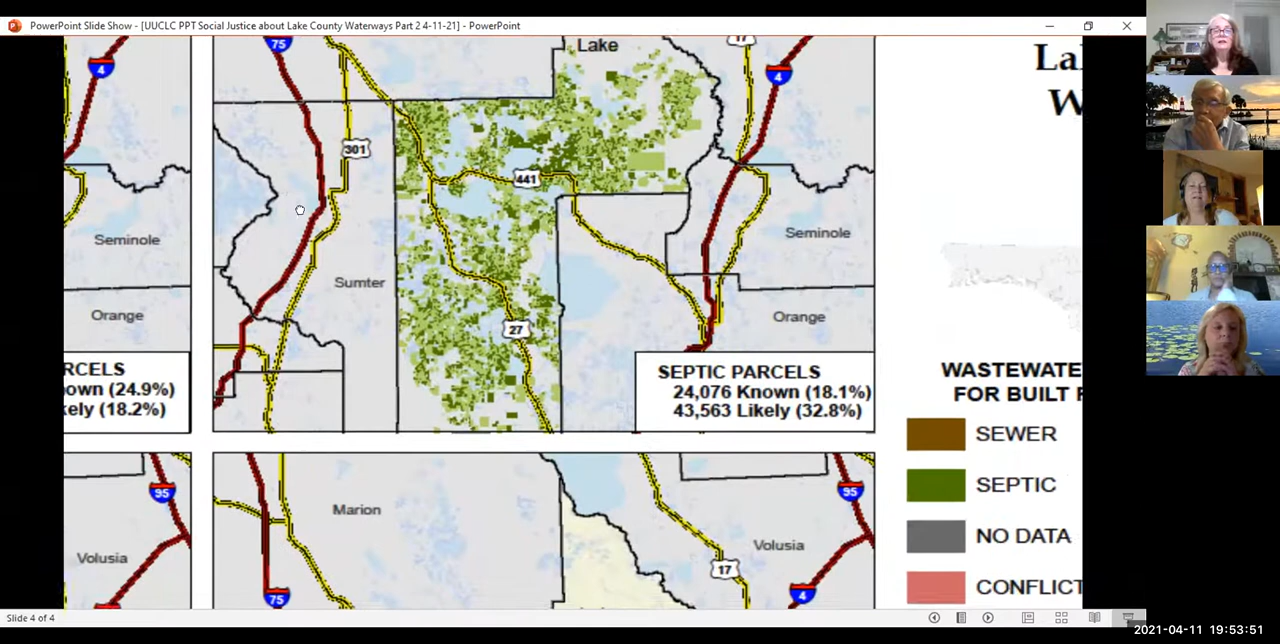 PowerPoint Slide Show - [UUCLC PPT Social Justice about Lake County Waterways Part 2 4-11-21] - PowerPoint
75
Lake
17
4
4
301
441
Seminole
Seminole
Sumter
Orange
Orange
27
RCELS
own (24.9%)
kely (18.2%)
SEPTIC PARCELS
24,076 Known (18.1%)
43,563 Likely (32.8%)
La
W
WASTEWATE
FOR BUILT
SEWER
SEPTIC
NO DATA
CONFLICT
95
95
Marion
Volusia
Volusia
17
75
4
Slide 4 of 4
2021-04-11 19:53:51